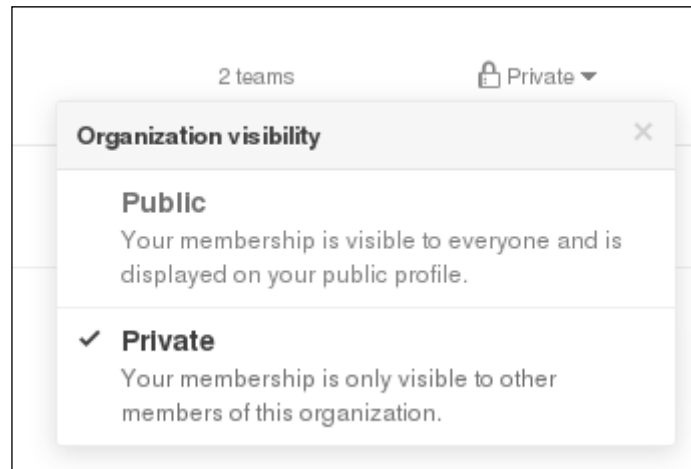 2 teams Private
Organization visibility
Public
Your membership is visible to everyone and is
displayed on your public profile.
Private
Your membership is only visible to other
members of this organization.